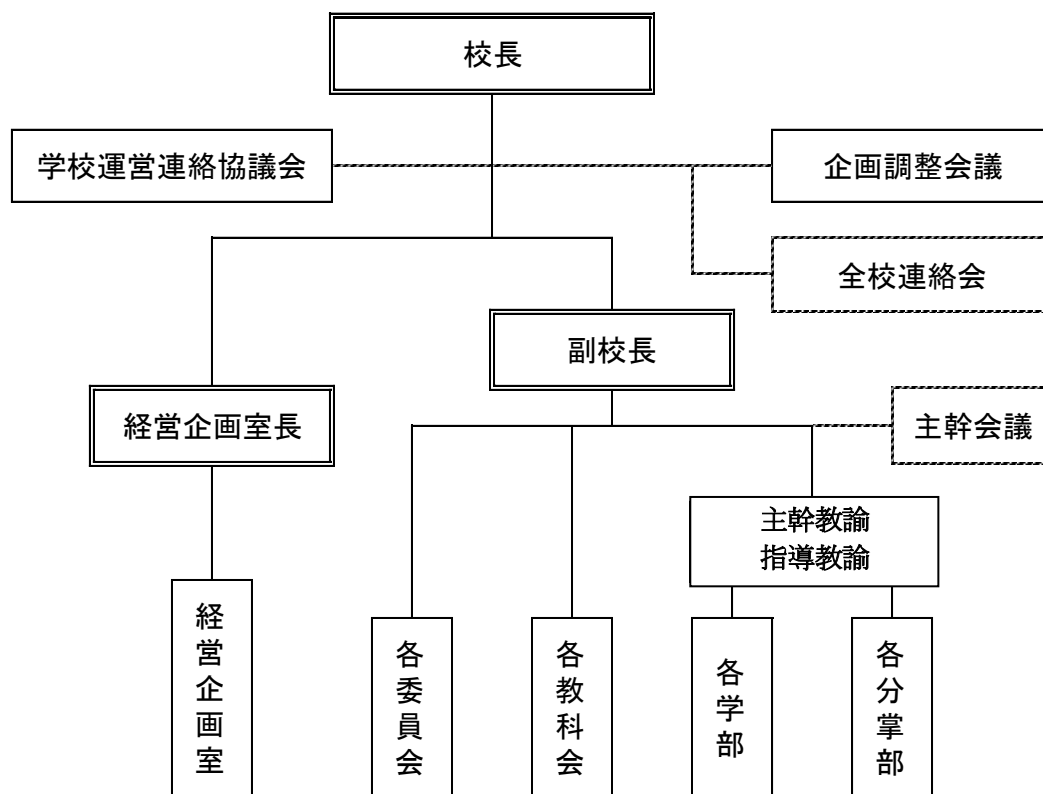 校長
学校運営連絡協議会
企画調整会議
全校連絡会
副校長
経営企画室長
主幹会議
主幹教諭
指導教諭
経営企画室
各委員会
各教科会
各学部
各分掌部